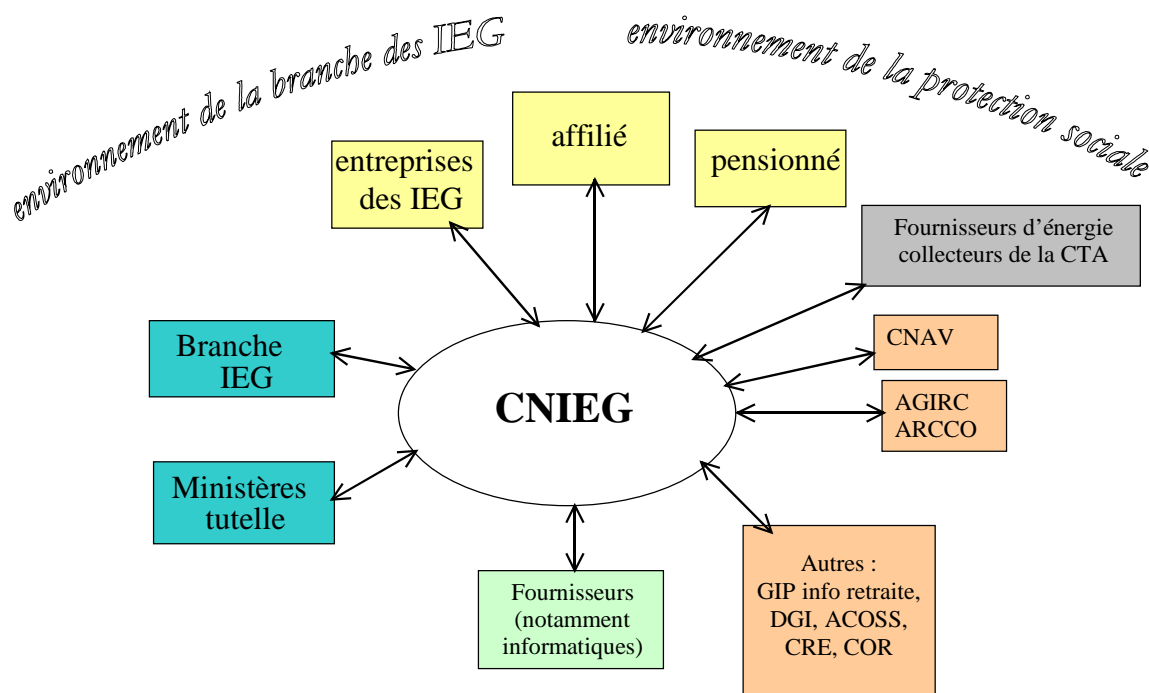 environnement de la branche des IEG
environnement de la protection sociale
affilié
entreprises
des IEG
pensionné
Fournisseurs d’énergie
collecteurs de la CTA
Branche
IEG
CNAV
CNIEG
AGIRC
ARCCO
Ministères
tutelle
Fournisseurs
(notamment
informatiques)
Autres :
GIP info retraite,
DGI, ACOSS,
CRE, COR